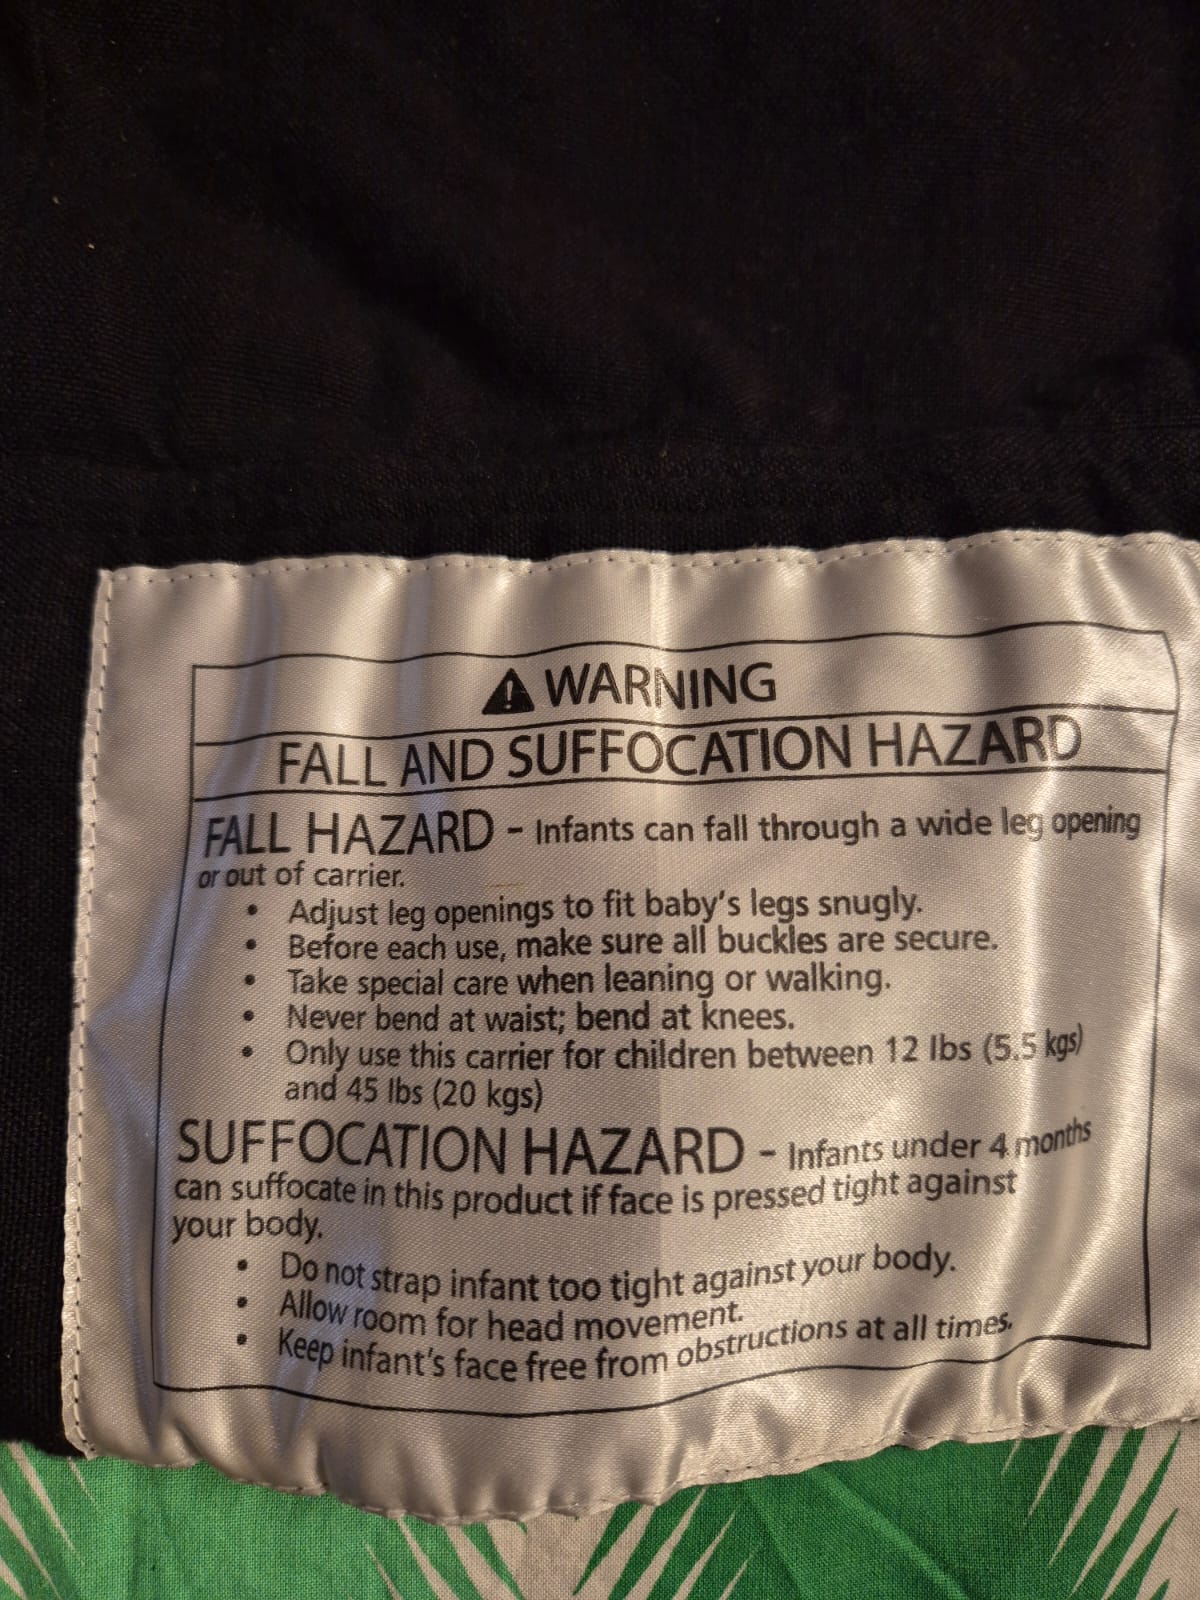 ⚠ WARNING
FALL AND SUFFOCATION HAZARD
FALL HAZARD – Infants can fall through a wide leg opening
or out of carrier.
• Adjust leg openings to fit baby's legs snugly.
• Before each use, make sure all buckles are secure.
• Take special care when leaning or walking.
• Never bend at waist; bend at knees.
• Only use this carrier for children between 12 lbs (5.5 kgs)
and 45 lbs (20 kgs)
SUFFOCATION HAZARD – Infants under 4 months
can suffocate in this product if face is pressed tight against
your body.
• Do not strap infant too tight against your body.
• Allow room for head movement.
• Keep infant's face free from obstructions at all times.